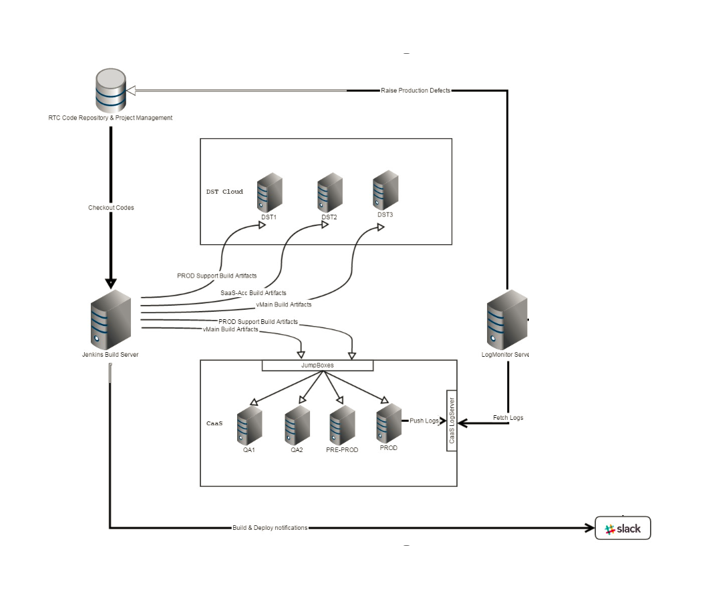 Raise Production Defects
RTC Code Repository & Project Management
DST Cloud
DST1
DST2
DST3
Checkout Codes
PROD Support Build Artifacts
SaaS-Acc Build Artifacts
vMain Build Artifacts
PROD Support Build Artifacts
vMain Build Artifacts
Jenkins Build Server
LogMonitor Serve
JumpBoxes
CaaS
QA1
QA2
PRE-PROD
PROD
Push Logs
CaaS LogServer
Fetch Logs
Build & Deploy notifications
slack